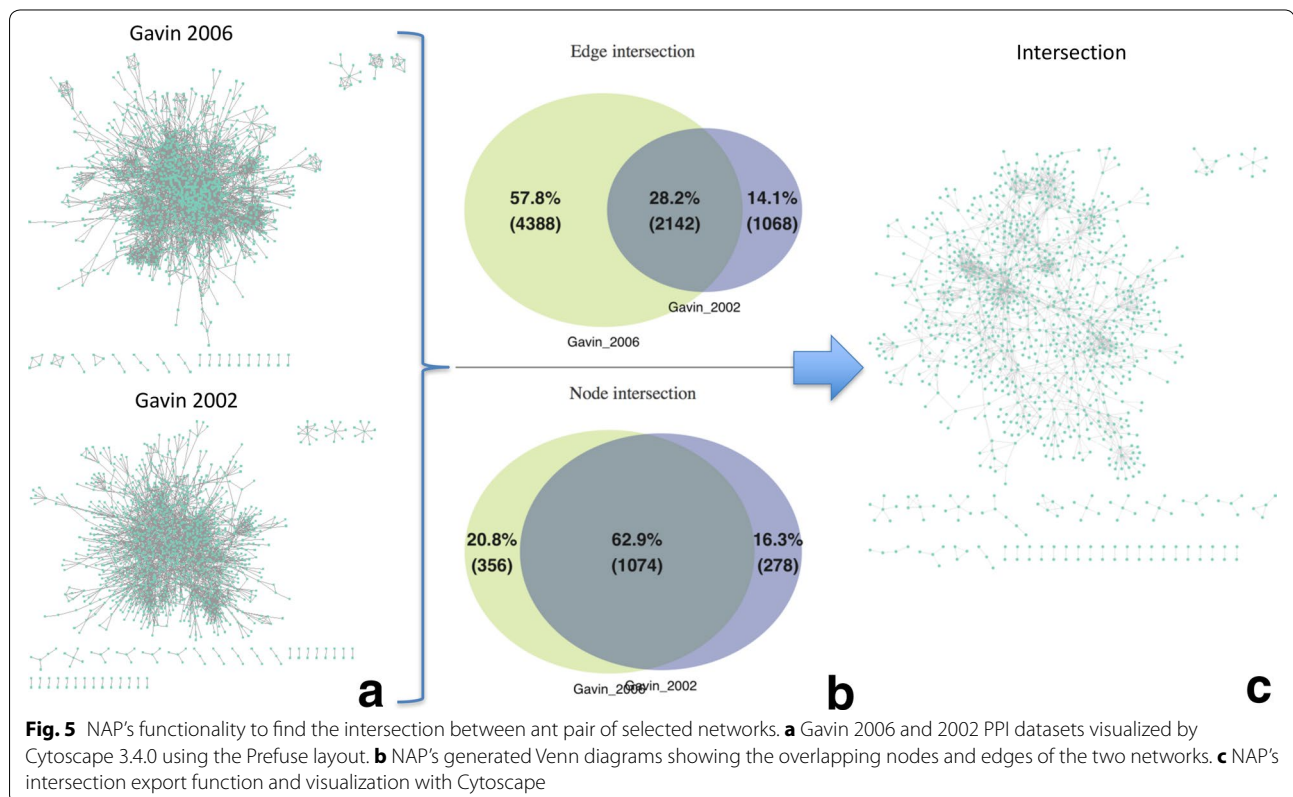 Gavin 2006
Edge intersection
Intersection
57.8%
(4388)
28.2%
(2142)
14.1%
(1068)
Gavin_2002
Gavin_2006
Gavin 2002
Node intersection
20.8%
(356)
62.9%
(1074)
16.3%
(278)
Gavin_2006
Gavin_2002
a
b
c
Fig. 5 NAP's functionality to find the intersection between ant pair of selected networks. a Gavin 2006 and 2002 PPI datasets visualized by
Cytoscape 3.4.0 using the Prefuse layout. b NAP's generated Venn diagrams showing the overlapping nodes and edges of the two networks. c NAP's
intersection export function and visualization with Cytoscape